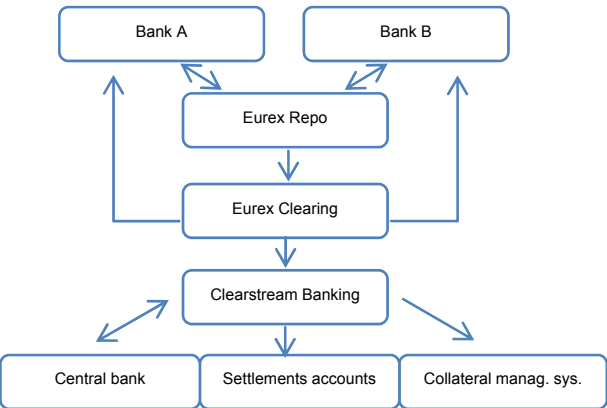 Bank A
Bank B
Eurex Repo
Eurex Clearing
Clearstream Banking
Central bank
Settlements accounts
Collateral manag. sys.